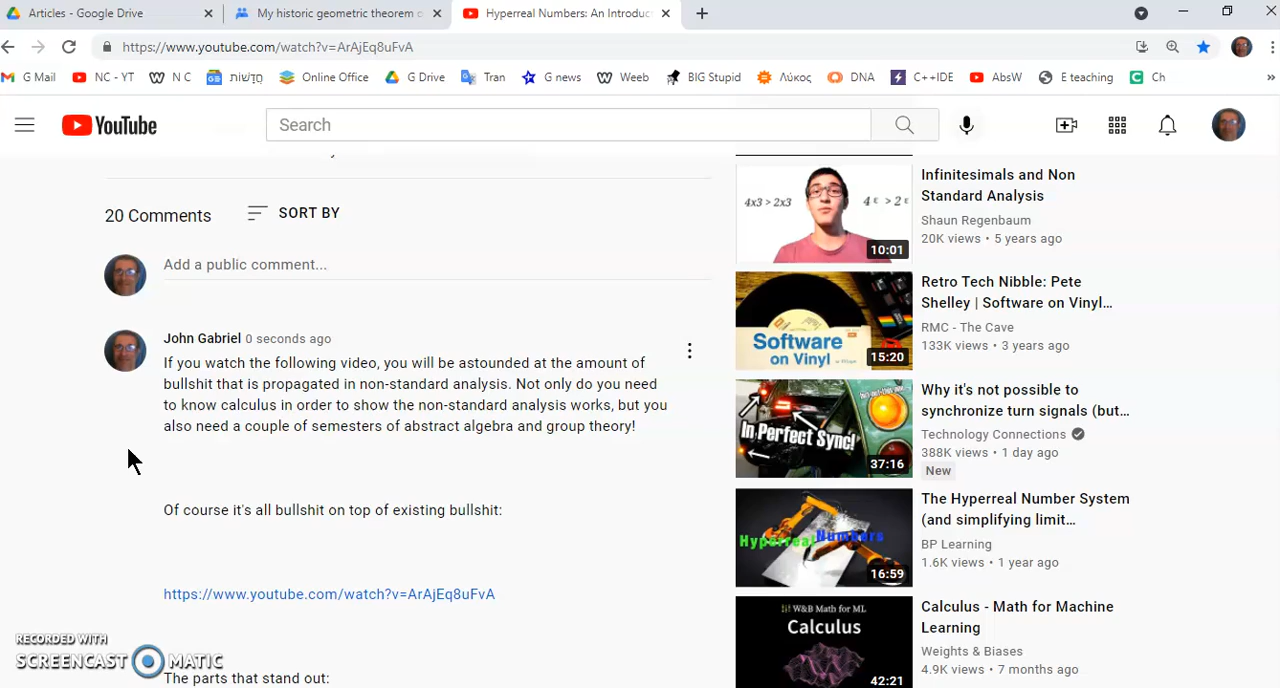 Articles - Google Drive
My historic geometric theorem o
Hyperreal Numbers: An Introduc
https://www.youtube.com/watch?v=ArAjEq8uFvA
G Mail
NC - YT
N C
חֲדָשׁוֹת
Online Office
G Drive
Tran
G news
Weeb
BIG Stupid
Λύκος
DNA
C++IDE
AbsW
E teaching
Ch
»
YouTube
Search
20 Comments
SORT BY
Add a public comment...
John Gabriel 0 seconds ago
If you watch the following video, you will be astounded at the amount of
bullshit that is propagated in non-standard analysis. Not only do you need
to know calculus in order to show the non-standard analysis works, but you
also need a couple of semesters of abstract algebra and group theory!
Of course it's all bullshit on top of existing bullshit:
https://www.youtube.com/watch?v=ArAjEq8uFvA
The parts that stand out:
RECORDED WITH
SCREENCAST MATIC
4x3 > 2x3
10:01
Infinitesimals and Non
Standard Analysis
Shaun Regenbaum
20K views • 5 years ago
Software
on Vinyl
15:20
Retro Tech Nibble: Pete
Shelley | Software on Vinyl...
RMC - The Cave
133K views • 3 years ago
In Perfect Sync!
37:16
Why it's not possible to
synchronize turn signals (but...
Technology Connections
388K views • 1 day ago
New
Hyperreal Numbers
16:59
The Hyperreal Number System
(and simplifying limit...
BP Learning
1.6K views • 1 year ago
W&B Math for ML
Calculus
42:21
Calculus - Math for Machine
Learning
Weights & Biases
4.9K views • 7 months ago